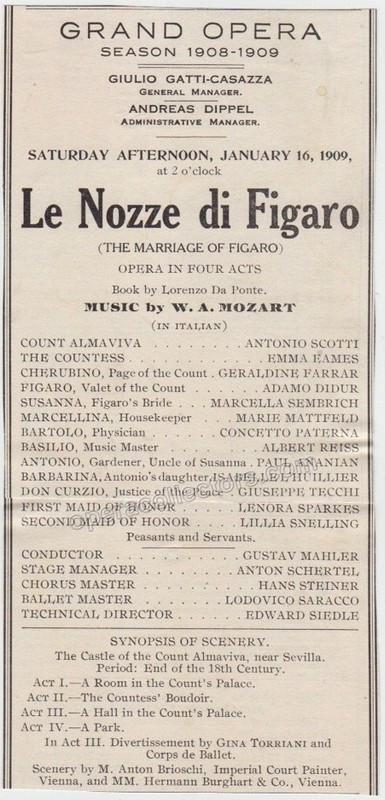 GRAND OPERA
SEASON 1908-1909
GIULIO GATTI-CASAZZA
GENERAL MANAGER.
ANDREAS DIPPEL
ADMINISTRATIVE MANAGER.
SATURDAY AFTERNOON, JANUARY 16, 1909,
at 2 o'clock
Le Nozze di Figaro
(THE MARRIAGE OF FIGARO)
OPERA IN FOUR ACTS
Book by Lorenzo Da Ponte.
MUSIC by W. A. MOZART
(IN ITALIAN)
COUNT ALMAVIVA . . . . . . . . ANTONIO SCOTTI
THE COUNTESS . . . . . . . . . . . EMMA EAMES
CHERUBINO, Page of the Count . GERALDINE FARRAR
FIGARO, Valet of the Count . . . . ADAMO DIDUR
SUSANNA, Figaro's Bride . . . MARCELLA SEMBRICH
MARCELLINA, Housekeeper . . . . MARIE MATTFELD
BARTOLO, Physician . . . . . CONCETTO PATERNA
BASILIO, Music Master . . . . . . . ALBERT REISS
ANTONIO, Gardener, Uncle of Susanna . PAUL ANANIAN
BARBARINA, Antonio's daughter, ISABELLE L'HUILLIER
DON CURZIO, Justice of the Peace . GIUSEPPE TECCHI
FIRST MAID OF HONOR . . . . . LENORA SPARKES
SECOND MAID OF HONOR . . . . LILLIA SNELLING
Peasants and Servants.
CONDUCTOR . . . . . . . . . . GUSTAV MAHLER
STAGE MANAGER . . . . . . . ANTON SCHERTEL
CHORUS MASTER . . . . . . . . HANS STEINER
BALLET MASTER . . . . . . LODOVICO SARACCO
TECHNICAL DIRECTOR . . . . . . EDWARD SIEDLE
SYNOPSIS OF SCENERY.
The Castle of the Count Almaviva, near Sevilla.
Period: End of the 18th Century.
ACT I.—A Room in the Count's Palace.
ACT II.—The Countess' Boudoir.
ACT III.—A Hall in the Count's Palace.
ACT IV.—A Park.
In Act III. Divertissement by GINA TORRIANI and
Corps de Ballet.
Scenery by M. Anton Brioschi, Imperial Court Painter,
Vienna, and MM. Hermann Burghart & Co., Vienna.
operacollection.com